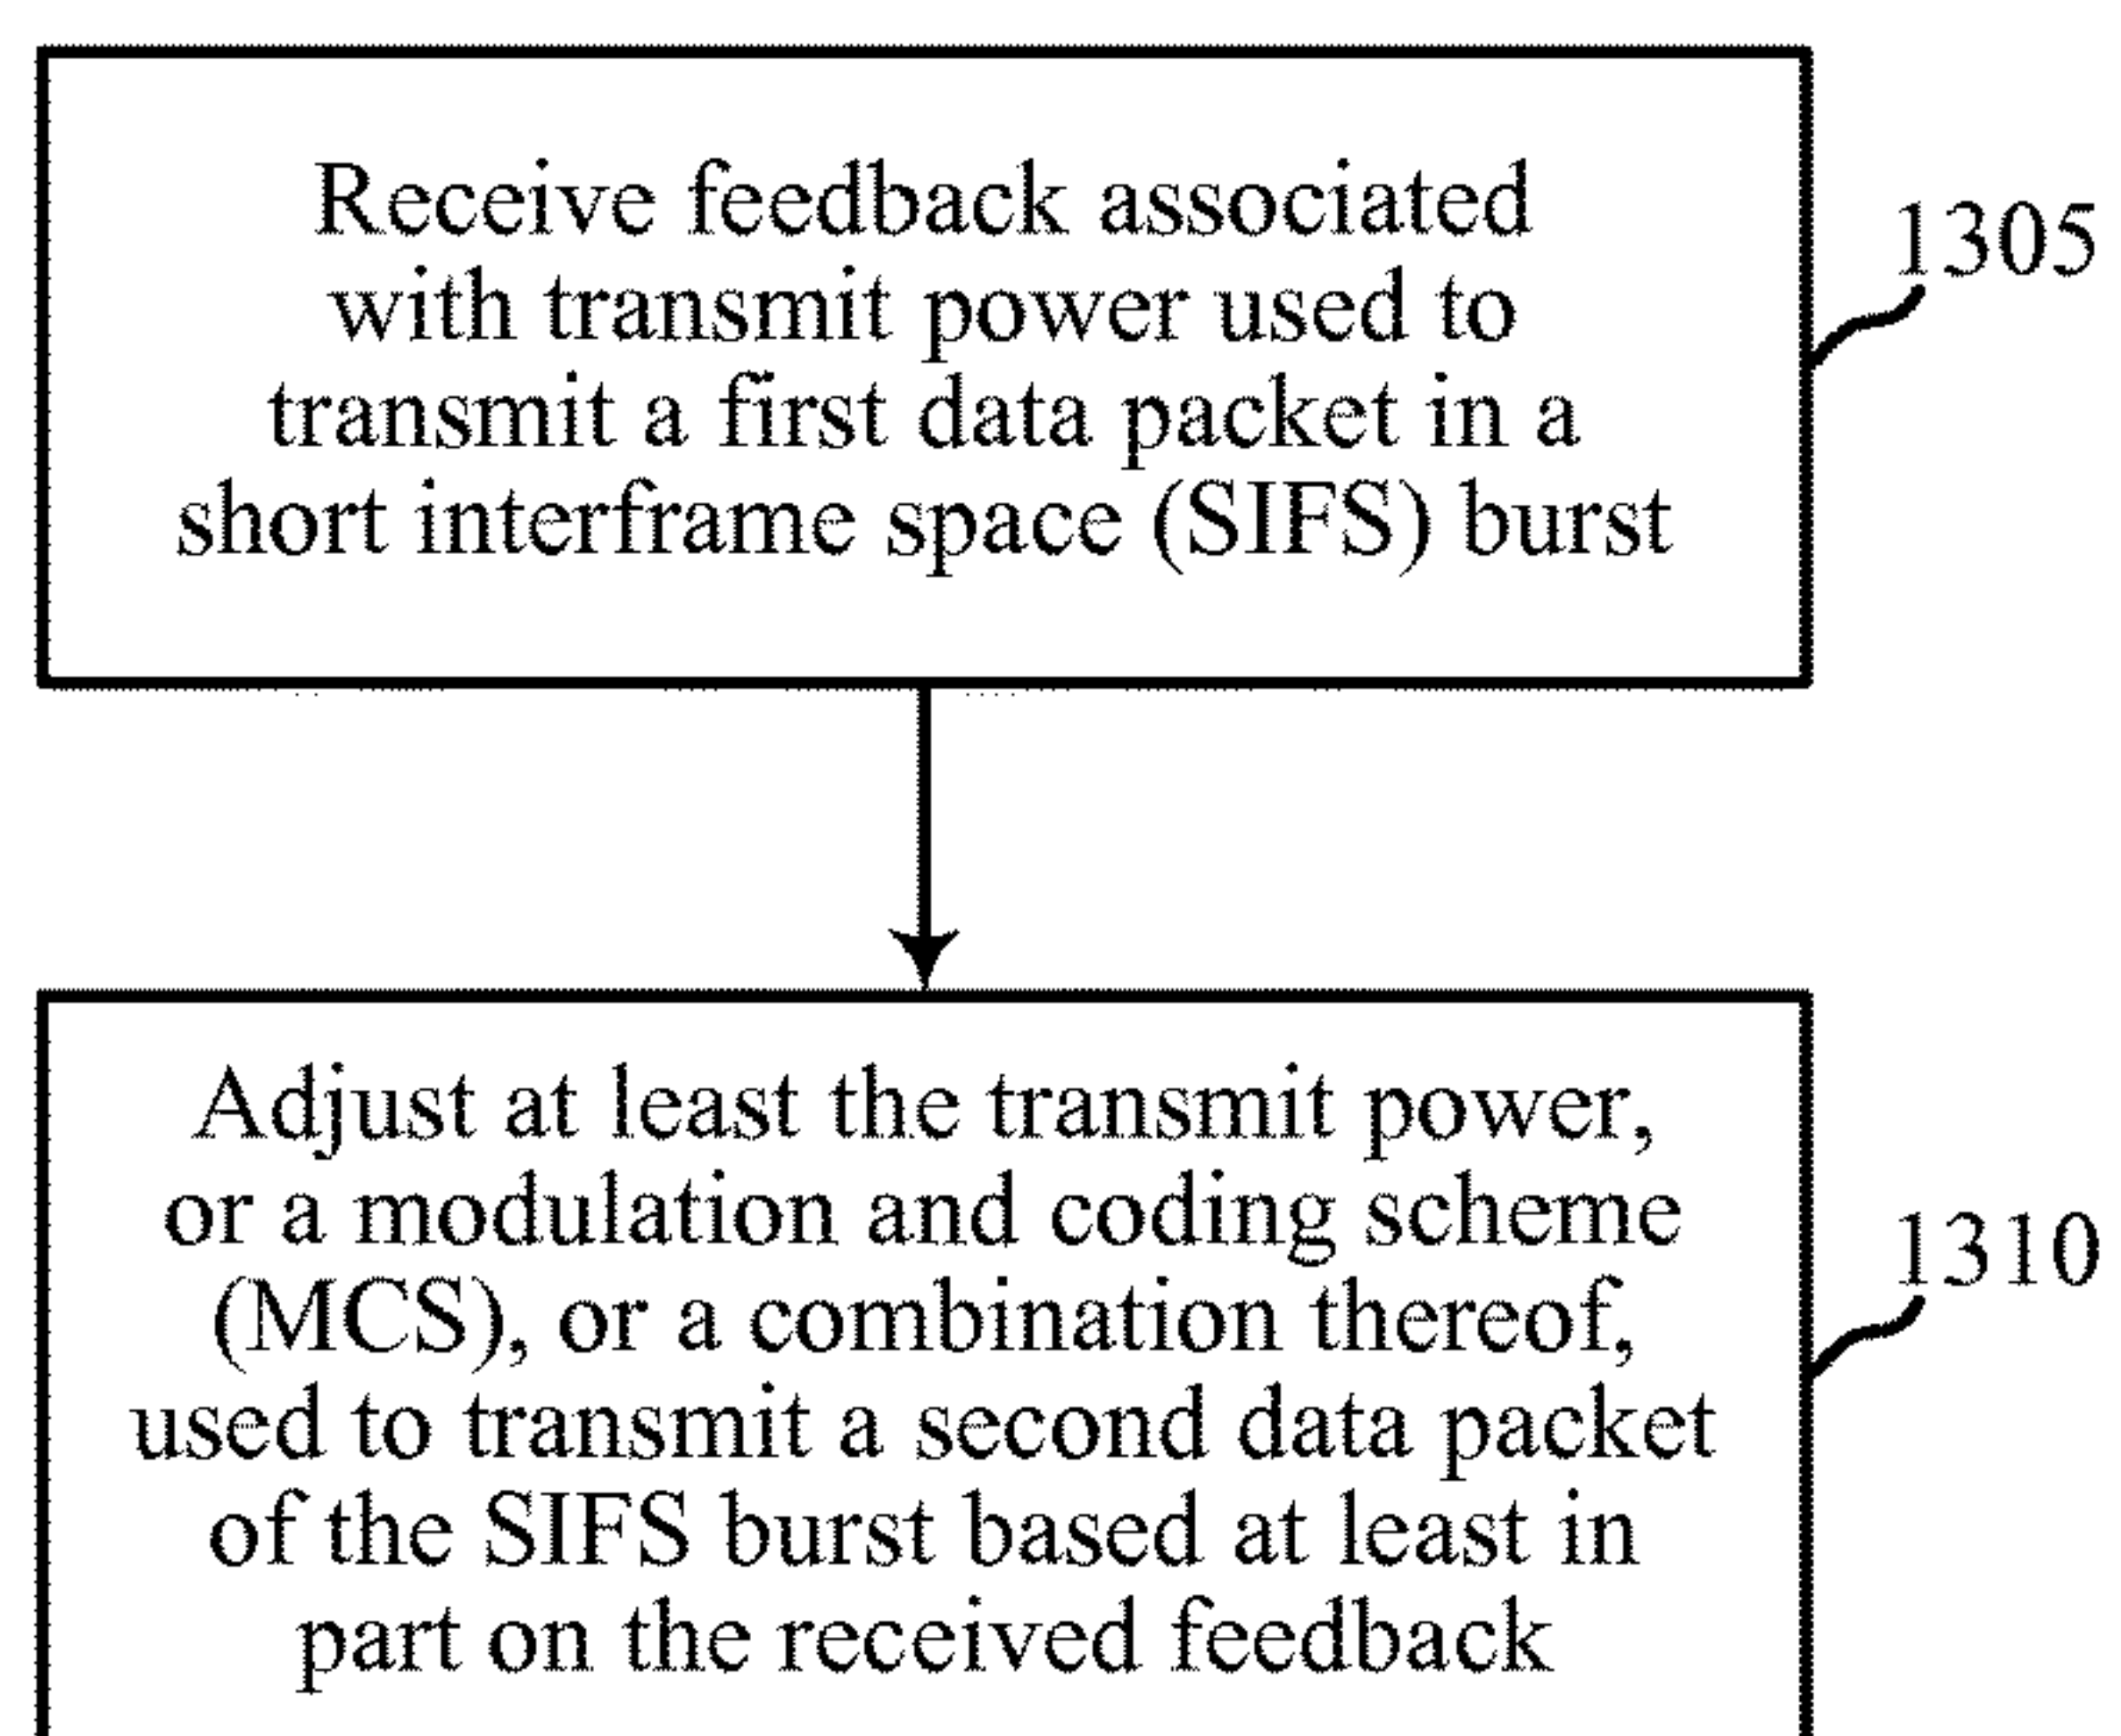 Receive feedback associated
with transmit power used to
transmit a first data packet in a
short interframe space (SIFS) burst
1305
Adjust at least the transmit power,
or a modulation and coding scheme
(MCS), or a combination thereof,
used to transmit a second data packet
of the SIFS burst based at least in
part on the received feedback
1310